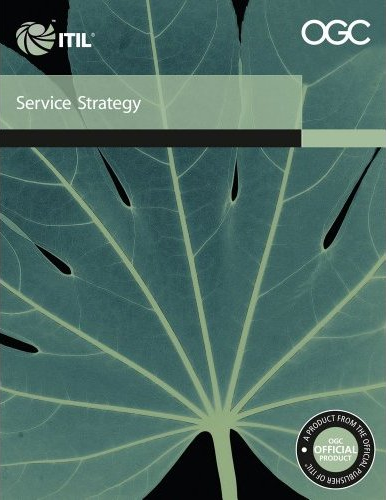 ITIL®
OGC
Service Strategy
A PRODUCT FROM THE OFFICIAL PUBLISHER OF ITIL®
OGC
OFFICIAL
PRODUCT